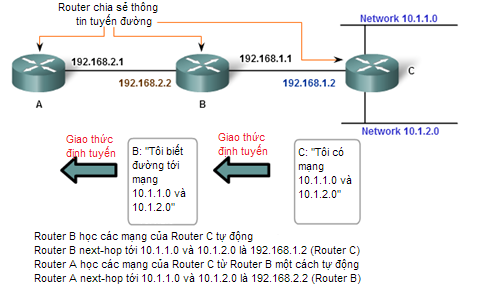 Router chia sẽ thông
tin tuyến đường
Network 10.1.1.0
192.168.2.1
192.168.1.1
192.168.2.2
192.168.1.2
A
B
C
Network 10.1.2.0
Giao thức
định tuyến
B: "Tôi biết
đường tới
mạng
10.1.1.0 và
10.1.2.0"
Giao thức
định tuyến
C: "Tôi có
mạng
10.1.1.0 và
10.1.2.0"
Router B học các mạng của Router C tự động
Router B next-hop tới 10.1.1.0 và 10.1.2.0 là 192.168.1.2 (Router C)
Router A học các mạng của Router C từ Router B một cách tự động
Router A next-hop tới 10.1.1.0 và 10.1.2.0 là 192.168.2.2 (Router B)